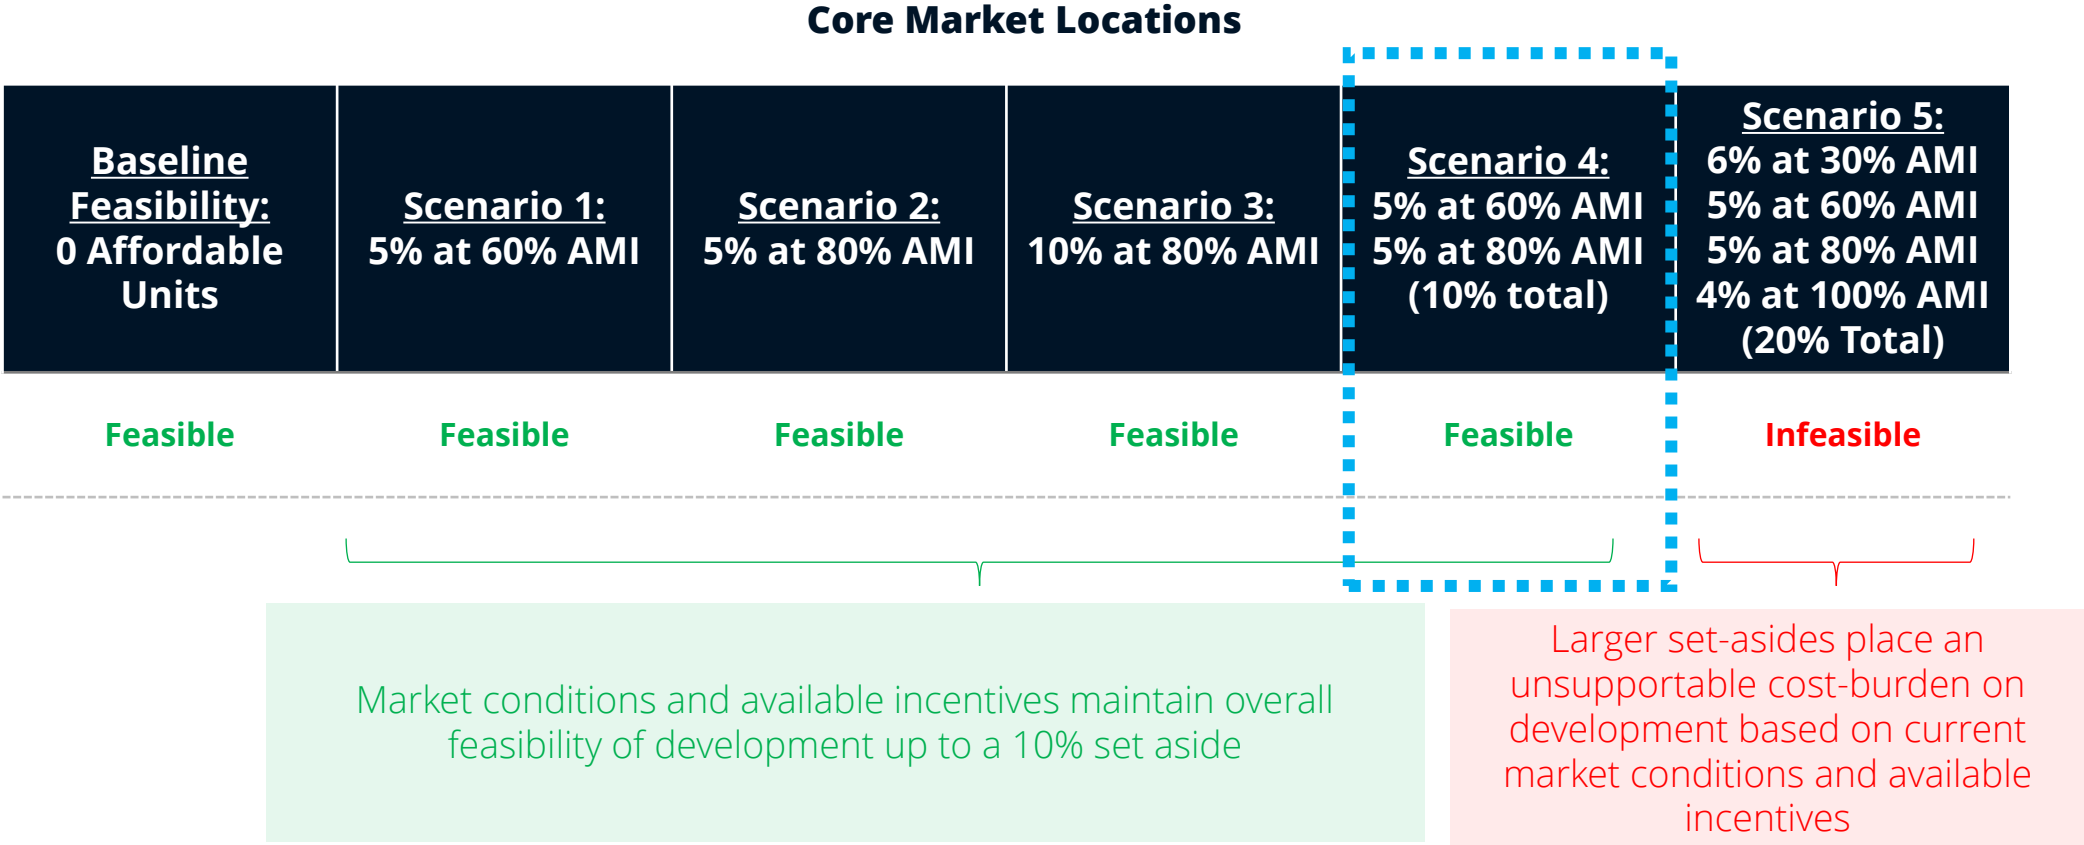 Core Market Locations
Baseline
Feasibility:
0 Affordable
Units
Scenario 1:
5% at 60% AMI
Scenario 2:
5% at 80% AMI
Scenario 3:
10% at 80% AMI
Scenario 4:
5% at 60% AMI
5% at 80% AMI
(10% total)
Scenario 5:
6% at 30% AMI
5% at 60% AMI
5% at 80% AMI
4% at 100% AMI
(20% Total)
Feasible
Feasible
Feasible
Feasible
Feasible
Infeasible
Market conditions and available incentives maintain overall
feasibility of development up to a 10% set aside
Larger set-asides place an
unsupportable cost-burden on
development based on current
market conditions and available
incentives